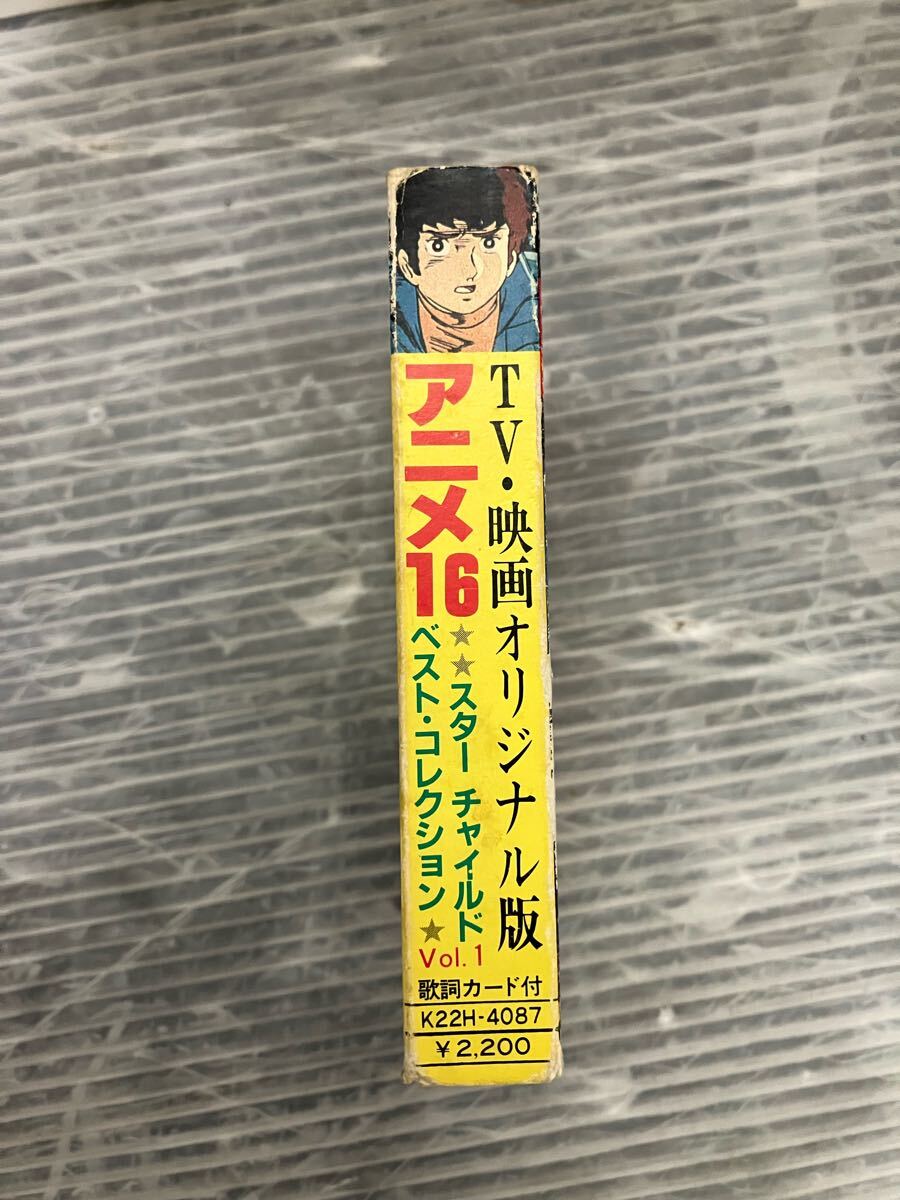 TV・映画オリジナル版
アニメ16
★★スター チャイルド
ベスト・コレクション★
Vol.1
歌詞カード付
K22H-4087
¥2,200